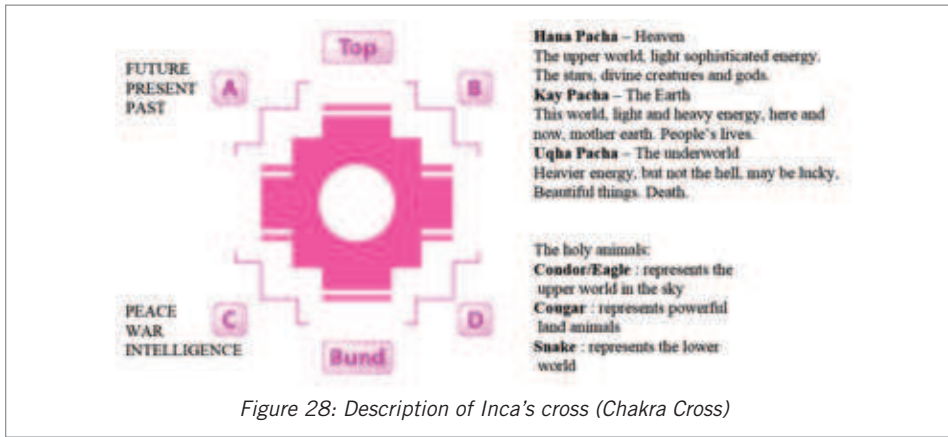 Top
FUTURE
PRESENT
PAST
A
B
Hana Pacha – Heaven
The upper world, light sophisticated energy.
The stars, divine creatures and gods.
Kay Pacha – The Earth
This world, light and heavy energy, here and
now, mother earth. People's lives.
Uqha Pacha – The underworld
Heavier energy, but not the hell, may be lucky,
Beautiful things. Death.
The holy animals:
Condor/Eagle : represents the
upper world in the sky
Cougar : represents powerful
land animals
Snake : represents the lower
world
PEACE
WAR
INTELLIGENCE
C
D
Bund
Figure 28: Description of Inca's cross (Chakra Cross)